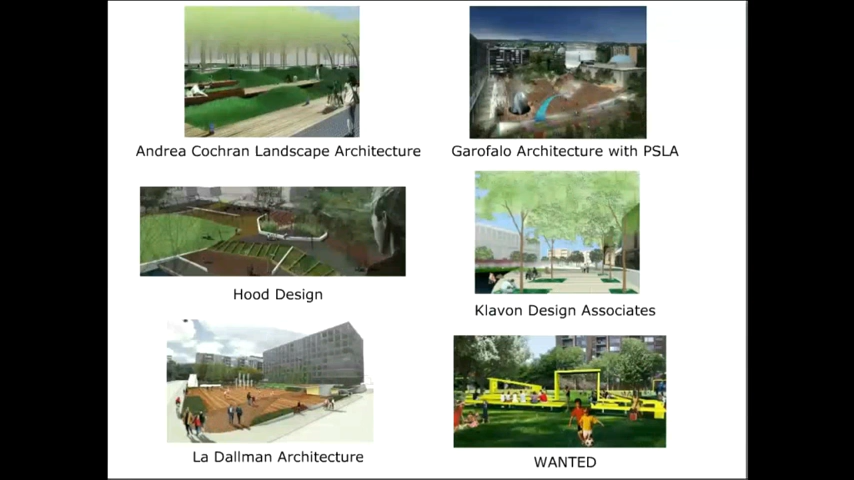 Andrea Cochran Landscape Architecture
Garofalo Architecture with PSLA
Hood Design
Klavon Design Associates
La Dallman Architecture
WANTED